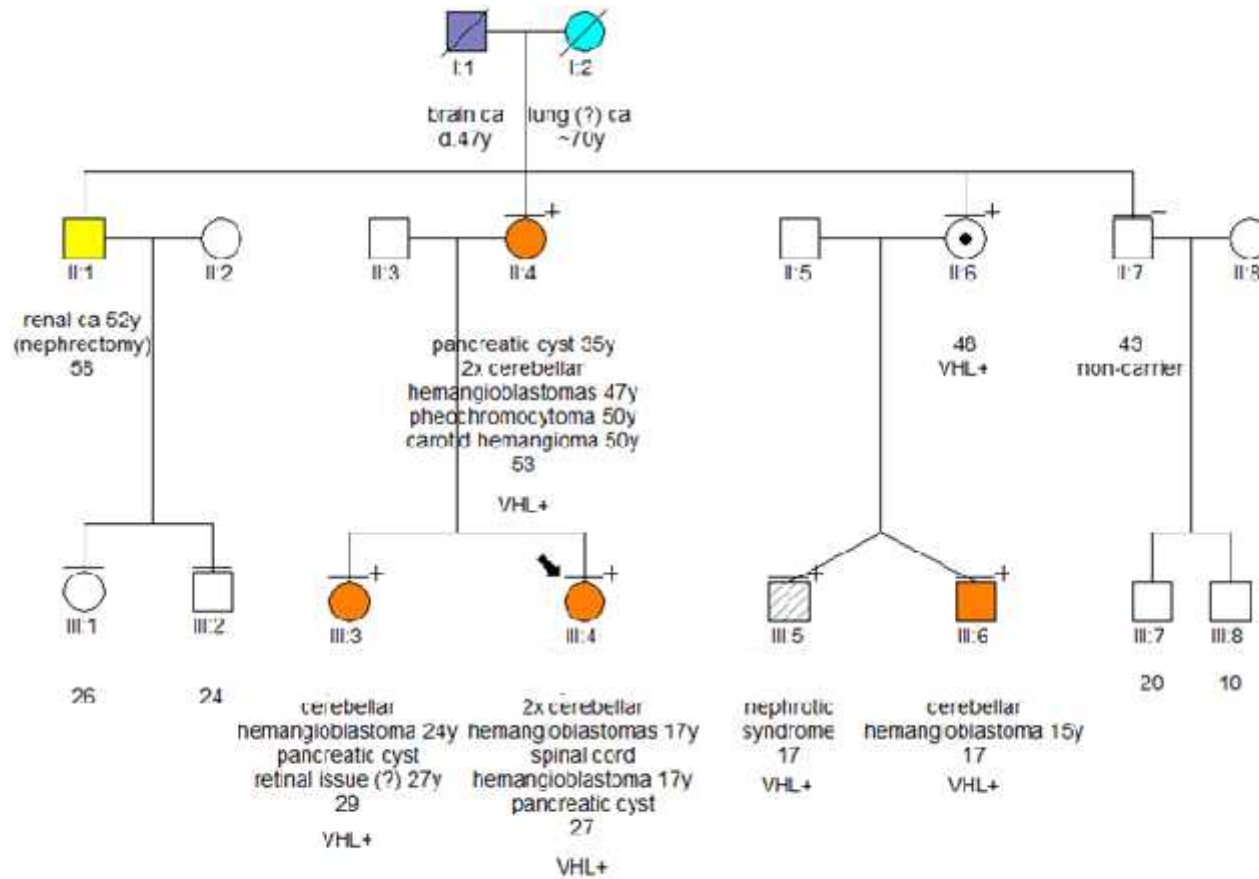 I:1
I:2
brain ca
d.47y
lung (?) ca
~70y
+
+
−
II:1
II:2
II:3
II:4
II:5
II:6
II:7
II:8
renal ca 52y
(nephrectomy)
pancreatic cyst 35y
2x cerebellar
hemangioblastomas 47y
pheochromocytoma 50y
carotid hemangioma 50y
53
VHL+
48
VHL+
43
non-carrier
+
+
+
+
III:1
III:2
III:3
III:4
III:5
III:6
III:7
III:8
26
24
cerebellar
hemangioblastoma 24y
pancreatic cyst
retinal issue (?) 27y
29
VHL+
2x cerebellar
hemangioblastomas 17y
spinal cord
hemangioblastoma 17y
pancreatic cyst
27
VHL+
nephrotic
syndrome
17
VHL+
cerebellar
hemangioblastoma 15y
17
VHL+
20
10